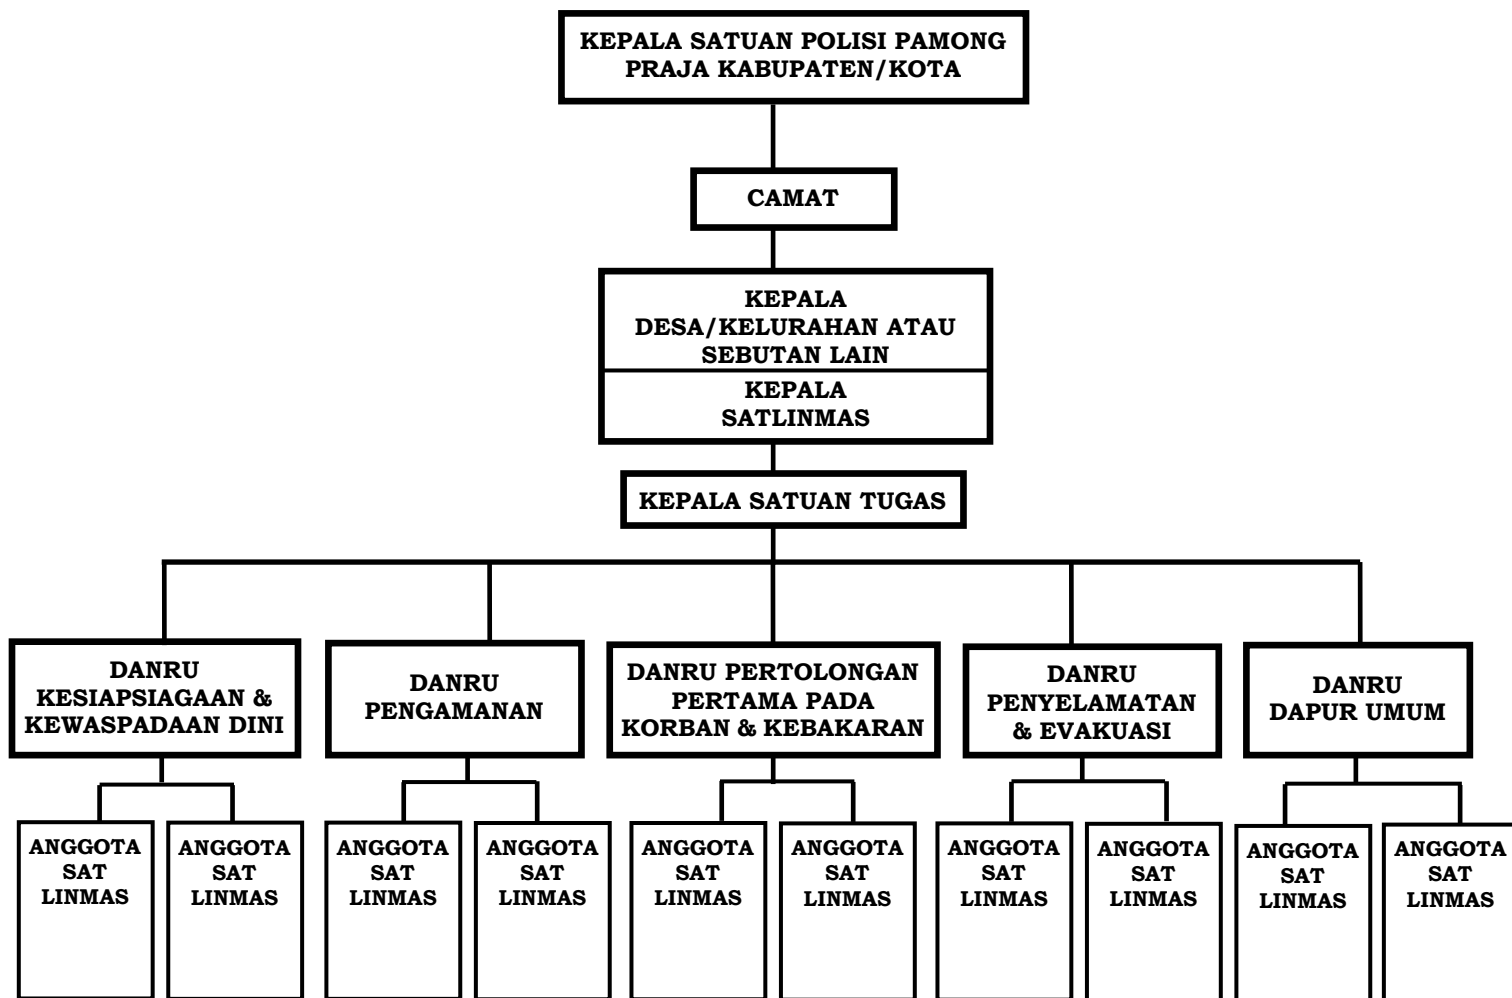 KEPALA SATUAN POLISI PAMONG
PRAJA KABUPATEN/KOTA
CAMAT
KEPALA
DESA/KELURAHAN ATAU
SEBUTAN LAIN
KEPALA
SATLINMAS
KEPALA SATUAN TUGAS
DANRU
KESIAPSIAGAAN &
KEWASPADAAN DINI
DANRU
PENGAMANAN
DANRU PERTOLONGAN
PERTAMA PADA
KORBAN & KEBAKARAN
DANRU
PENYELAMATAN
& EVAKUASI
DANRU
DAPUR UMUM
ANGGOTA
SAT
LINMAS
ANGGOTA
SAT
LINMAS
ANGGOTA
SAT
LINMAS
ANGGOTA
SAT
LINMAS
ANGGOTA
SAT
LINMAS
ANGGOTA
SAT
LINMAS
ANGGOTA
SAT
LINMAS
ANGGOTA
SAT
LINMAS
ANGGOTA
SAT
LINMAS
ANGGOTA
SAT
LINMAS